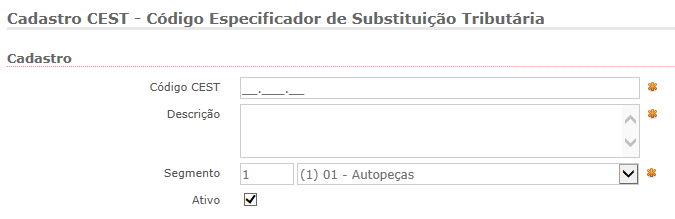 Cadastro CEST - Código Especificador de Substituição Tributária
Cadastro
Código CEST __.___.__
Descrição
Segmento 1 (1) 01 - Autopeças
Ativo